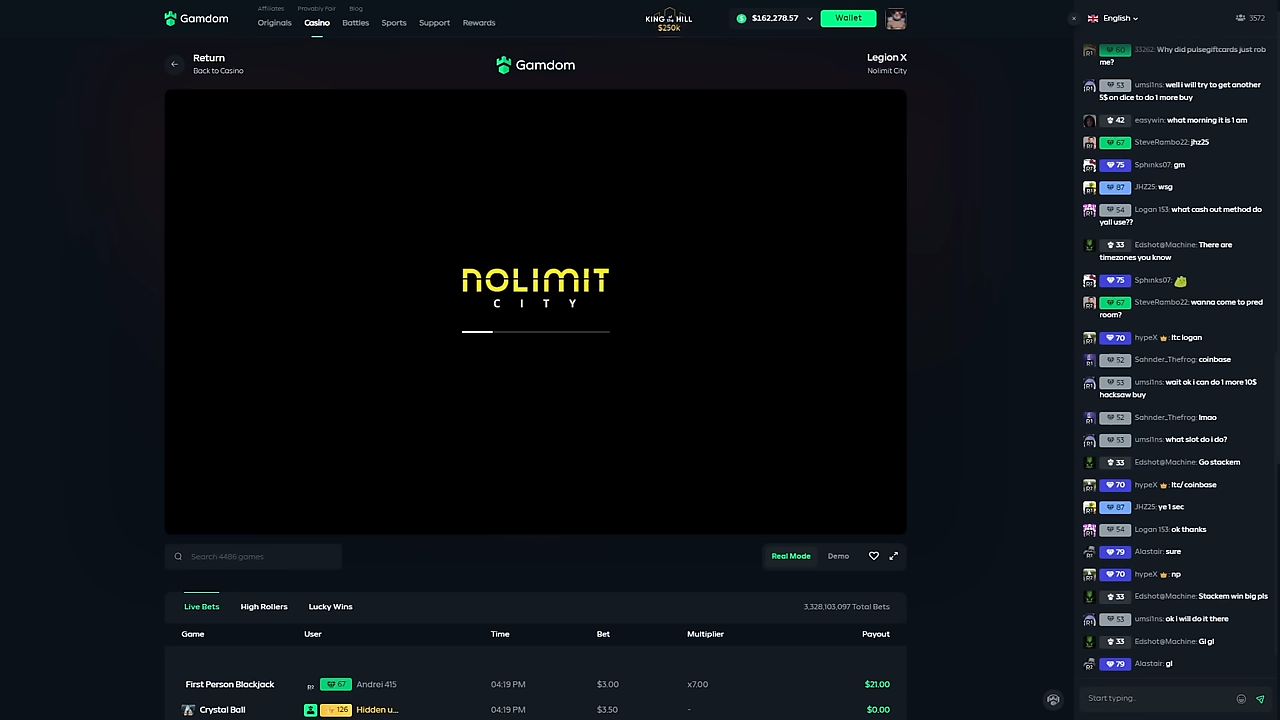 Gamdom
Affiliates Provably Fair Blog
Originals Casino Battles Sports Support Rewards
KING OF THE HILL
$250k
$162,278.57
Wallet
English
3572
Return
Back to Casino
Gamdom
Legion X
Nolimit City
NOLIMIT
CITY
Search 4486 games
Real Mode Demo
Live Bets High Rollers Lucky Wins
3,328,103,097 Total Bets
Game User Time Bet Multiplier Payout
First Person Blackjack R2 67 Andrei 415 04:19 PM $3.00 x7.00 $21.00
Crystal Ball 126 Hidden u... 04:19 PM $3.50 - $0.00
60 33262: Why did pulsegiftcards just rob
me?
53 umsl1ns: well i will try to get another
5$ on dice to do 1 more buy
42 easywin: what morning it is 1 am
67 SteveRambo22: jhz25
75 Sphinks07: gm
87 JHZ25: wsg
54 Logan 153: what cash out method do
yall use??
33 Edshot@Machine: There are
timezones you know
75 Sphinks07:
67 SteveRambo22: wanna come to pred
room?
70 hypeX : ltc logan
52 Sahnder_Thefrog: coinbase
53 umsl1ns: wait ok i can do 1 more 10$
hacksaw buy
52 Sahnder_Thefrog: lmao
53 umsl1ns: what slot do i do?
33 Edshot@Machine: Go stackem
70 hypeX : ltc/ coinbase
87 JHZ25: ye 1 sec
54 Logan 153: ok thanks
79 Alastair: sure
70 hypeX : np
33 Edshot@Machine: Stackem win big pls
53 umsl1ns: ok i will do it there
33 Edshot@Machine: Gl gl
79 Alastair: gl
Start typing..